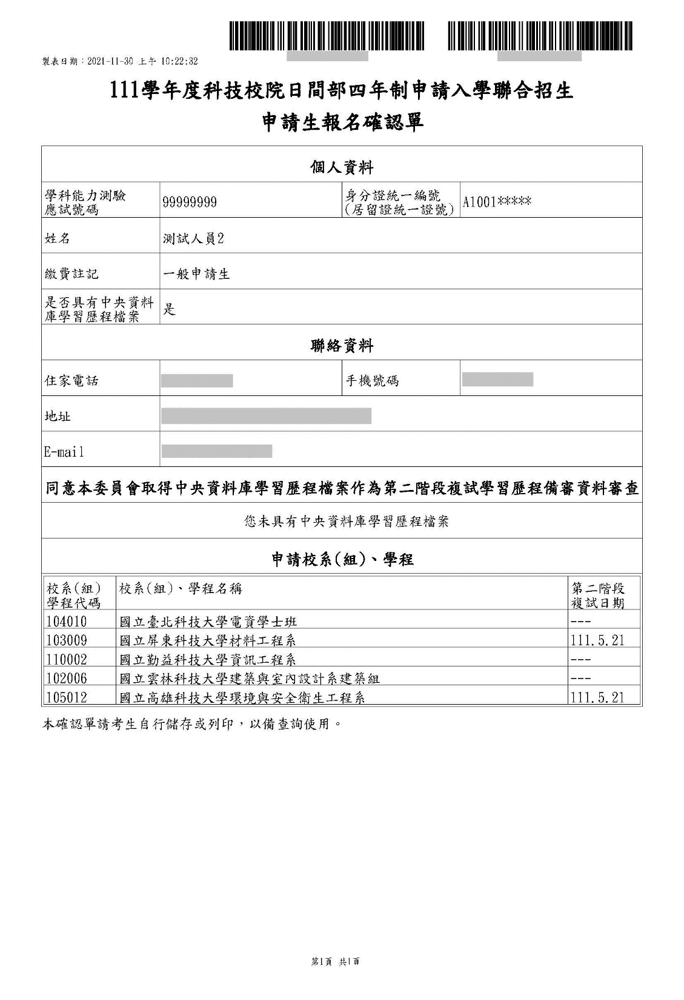 製表日期：2021-11-30 上午 10:22:32
111學年度科技校院日間部四年制申請入學聯合招生
申請生報名確認單
個人資料
學科能力測驗
應試號碼
99999999
身分證統一編號
(居留證統一證號)
A1001*****
姓名
測試人員2
繳費註記
一般申請生
是否具有中央資料
庫學習歷程檔案
是
聯絡資料
住家電話
手機號碼
地址
E-mail
同意本委員會取得中央資料庫學習歷程檔案作為第二階段複試學習歷程備審資料審查
您未具有中央資料庫學習歷程檔案
申請校系(組)、學程
校系(組)
學程代碼
校系(組)、學程名稱
第二階段
複試日期
104010 國立臺北科技大學電資學士班 ---
103009 國立屏東科技大學材料工程系 111.5.21
110002 國立勤益科技大學資訊工程系 ---
102006 國立雲林科技大學建築與室內設計系建築組 ---
105012 國立高雄科技大學環境與安全衛生工程系 111.5.21
本確認單請考生自行儲存或列印，以備查詢使用。
第1頁 共1頁